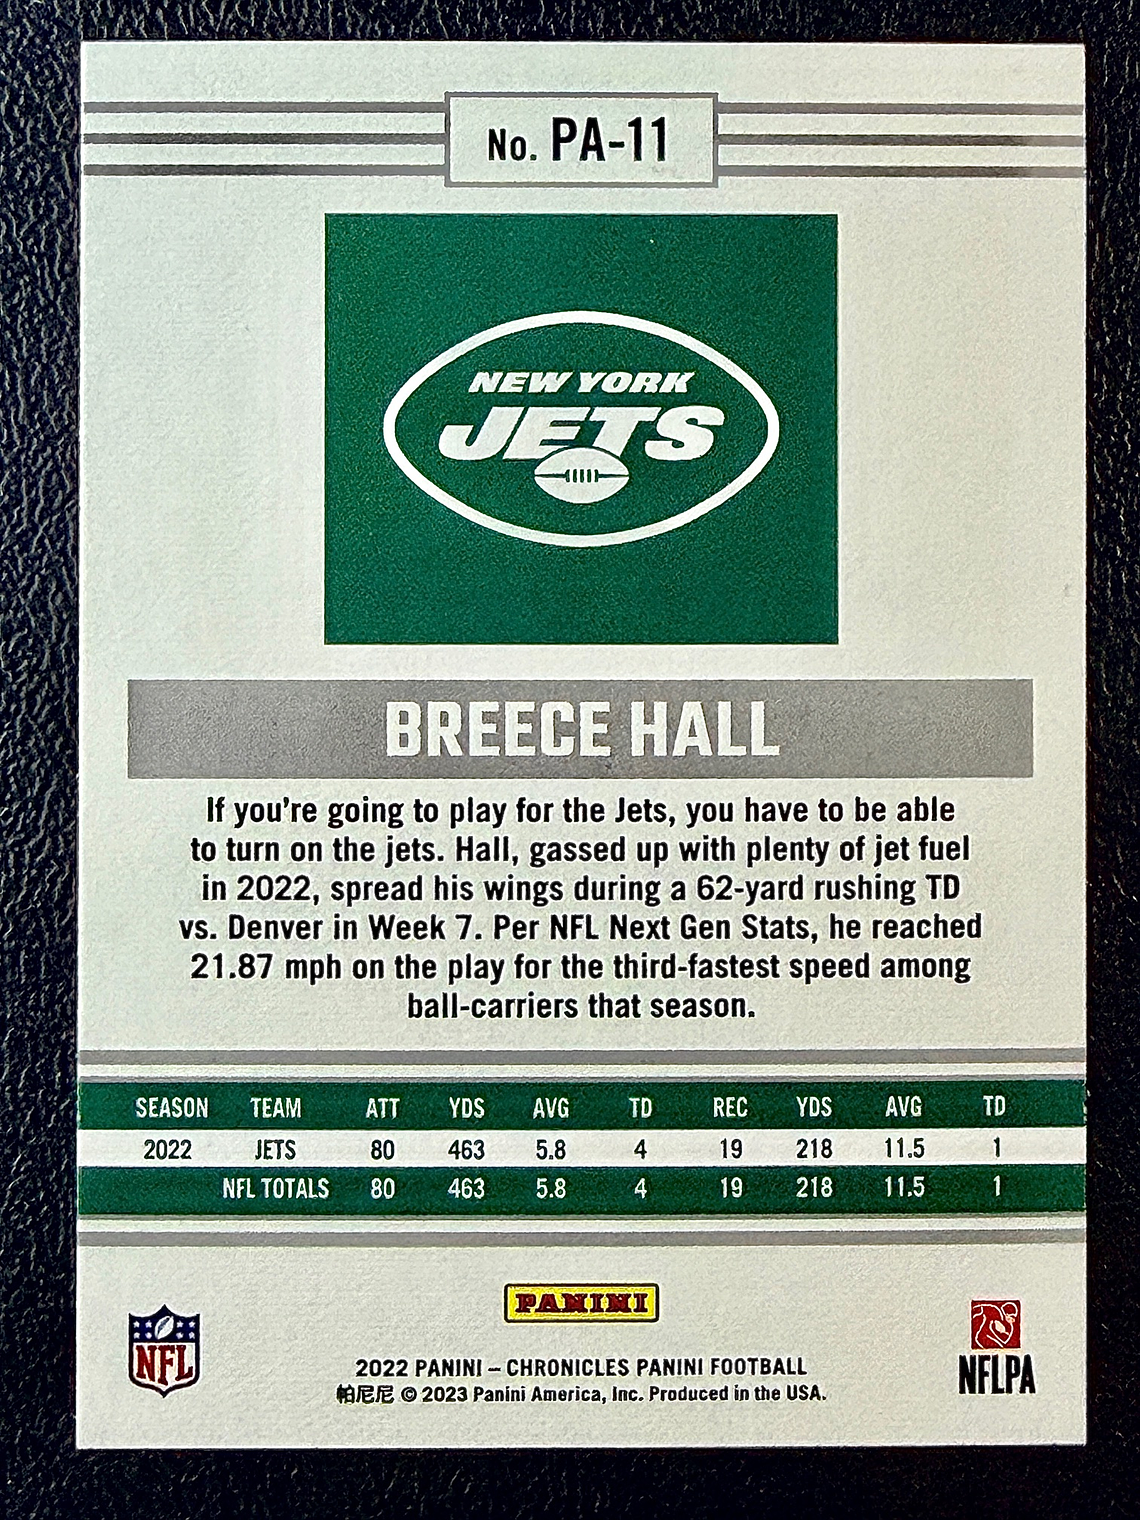 No. PA-11
NEW YORK
JETS
BREECE HALL
If you're going to play for the Jets, you have to be able
to turn on the jets. Hall, gassed up with plenty of jet fuel
in 2022, spread his wings during a 62-yard rushing TD
vs. Denver in Week 7. Per NFL Next Gen Stats, he reached
21.87 mph on the play for the third-fastest speed among
ball-carriers that season.
SEASON TEAM ATT YDS AVG TD REC YDS AVG TD
2022 JETS 80 463 5.8 4 19 218 11.5 1
NFL TOTALS 80 463 5.8 4 19 218 11.5 1
PANINI
NFL
NFLPA
2022 PANINI – CHRONICLES PANINI FOOTBALL
帕尼尼 © 2023 Panini America, Inc. Produced in the USA.